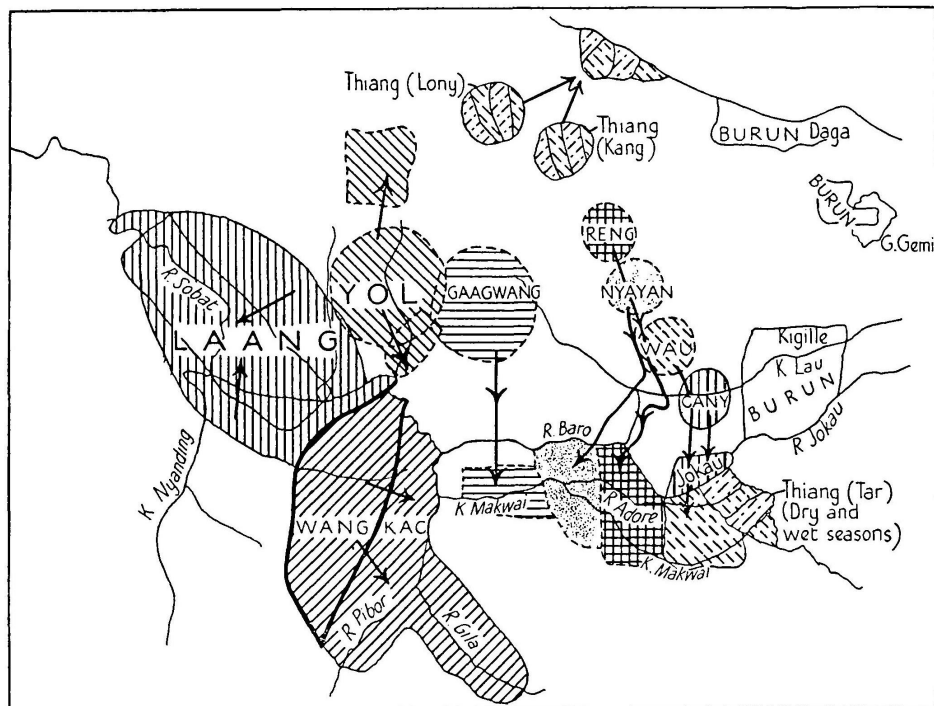 Thiang (Lony)
Thiang
(Kang)
BURUN Daga
BURUN
G.Gemi
RENG
NYAYAN
WAU
CANY
Kigille
K Lau
BURUN
R Jokau
YOL
GAAGWANG
R. Sobat
LAANG
R. Baro
Jokau
K Makwai
R Adore
Thiang (Tar)
(Dry and
wet seasons)
K. Makwai
K Nyanding
WANG KAC
R Pibor
R. Gila